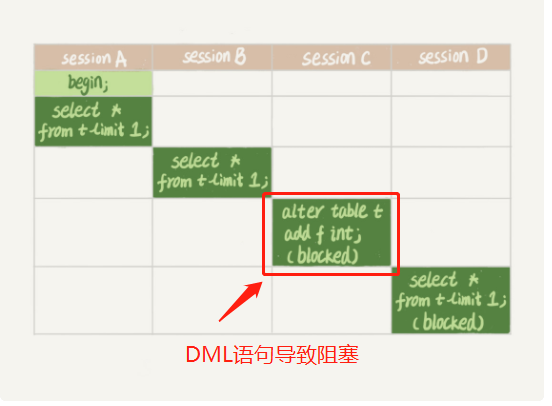 session A session B session C session D
begin;
select *
from t limit 1;
select *
from t limit 1;
alter table t
add f int;
(blocked)
select *
from t limit 1;
(blocked)
DML语句导致阻塞